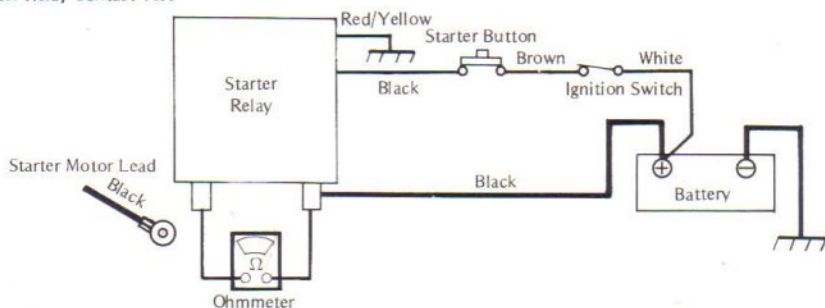 Red/Yellow
Starter Button
Brown
White
Starter
Relay
Black
Ignition Switch
Starter Motor Lead
Black
Black
+
−
Battery
Ω
Ohmmeter